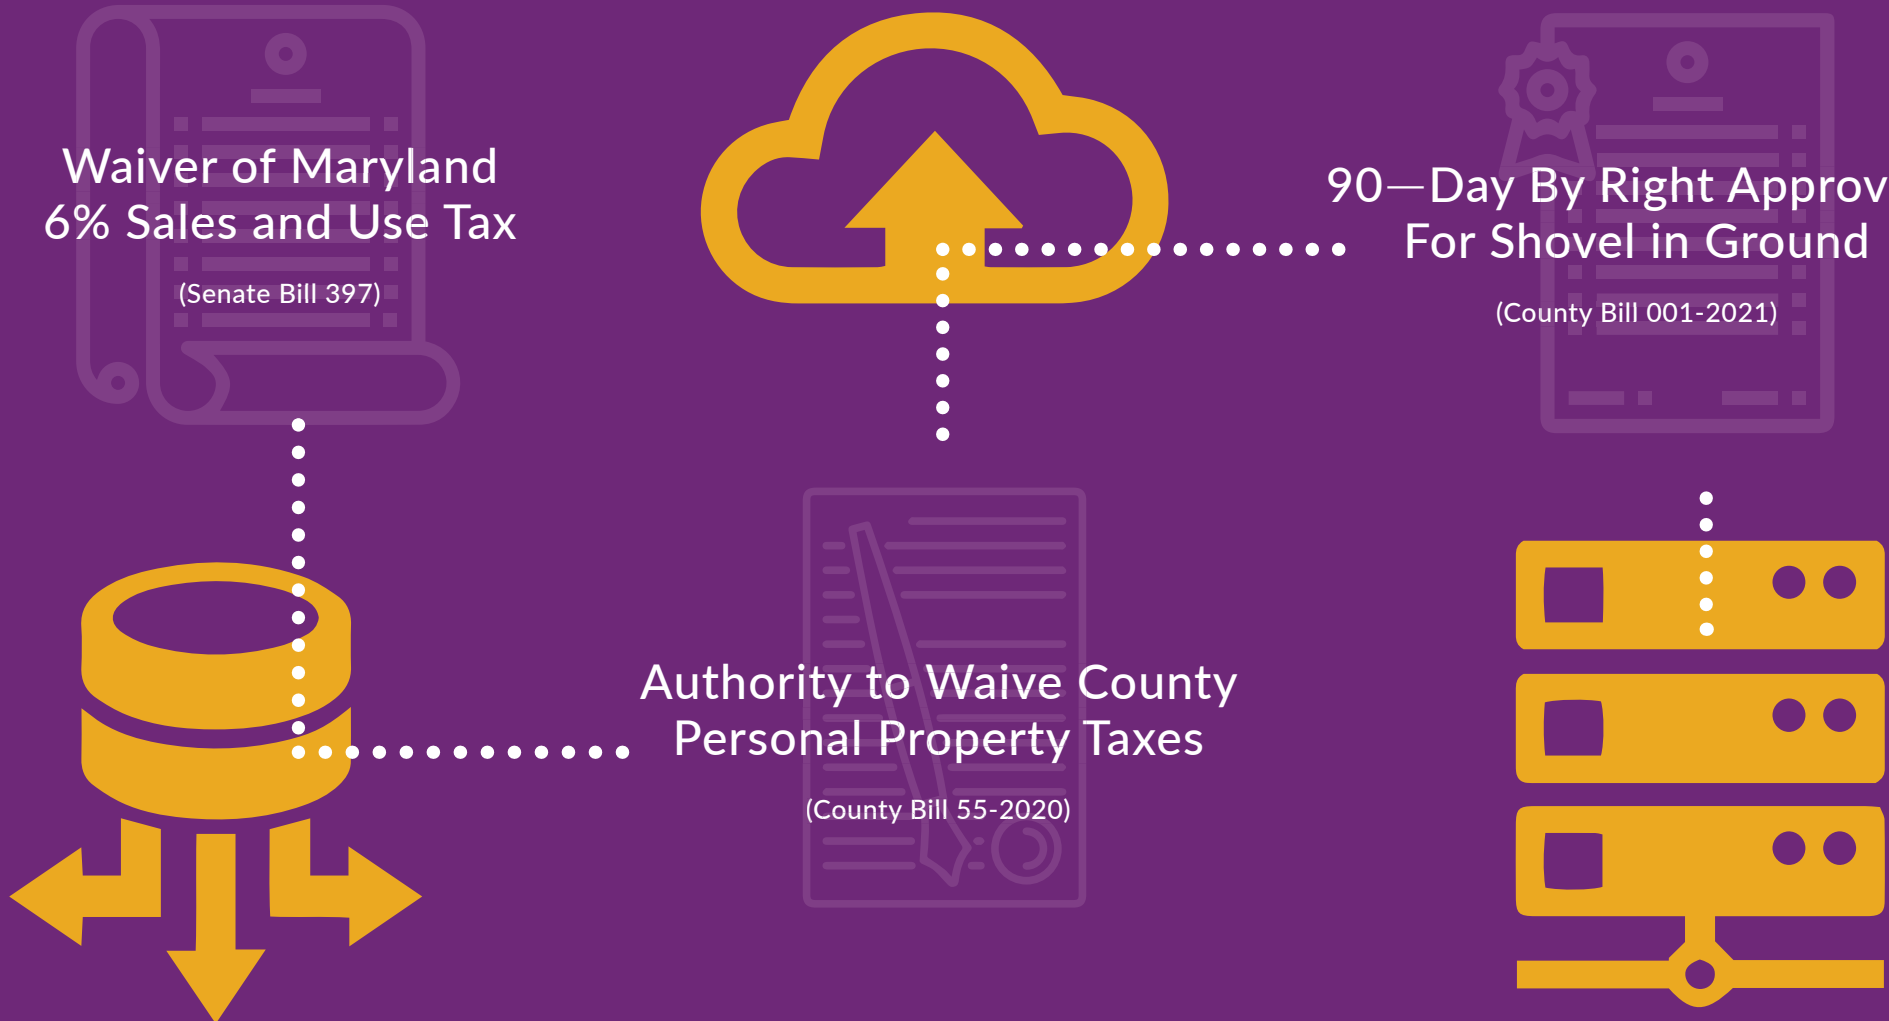 Waiver of Maryland
6% Sales and Use Tax
(Senate Bill 397)
90—Day By Right Approv
For Shovel in Ground
(County Bill 001-2021)
Authority to Waive County
Personal Property Taxes
(County Bill 55-2020)